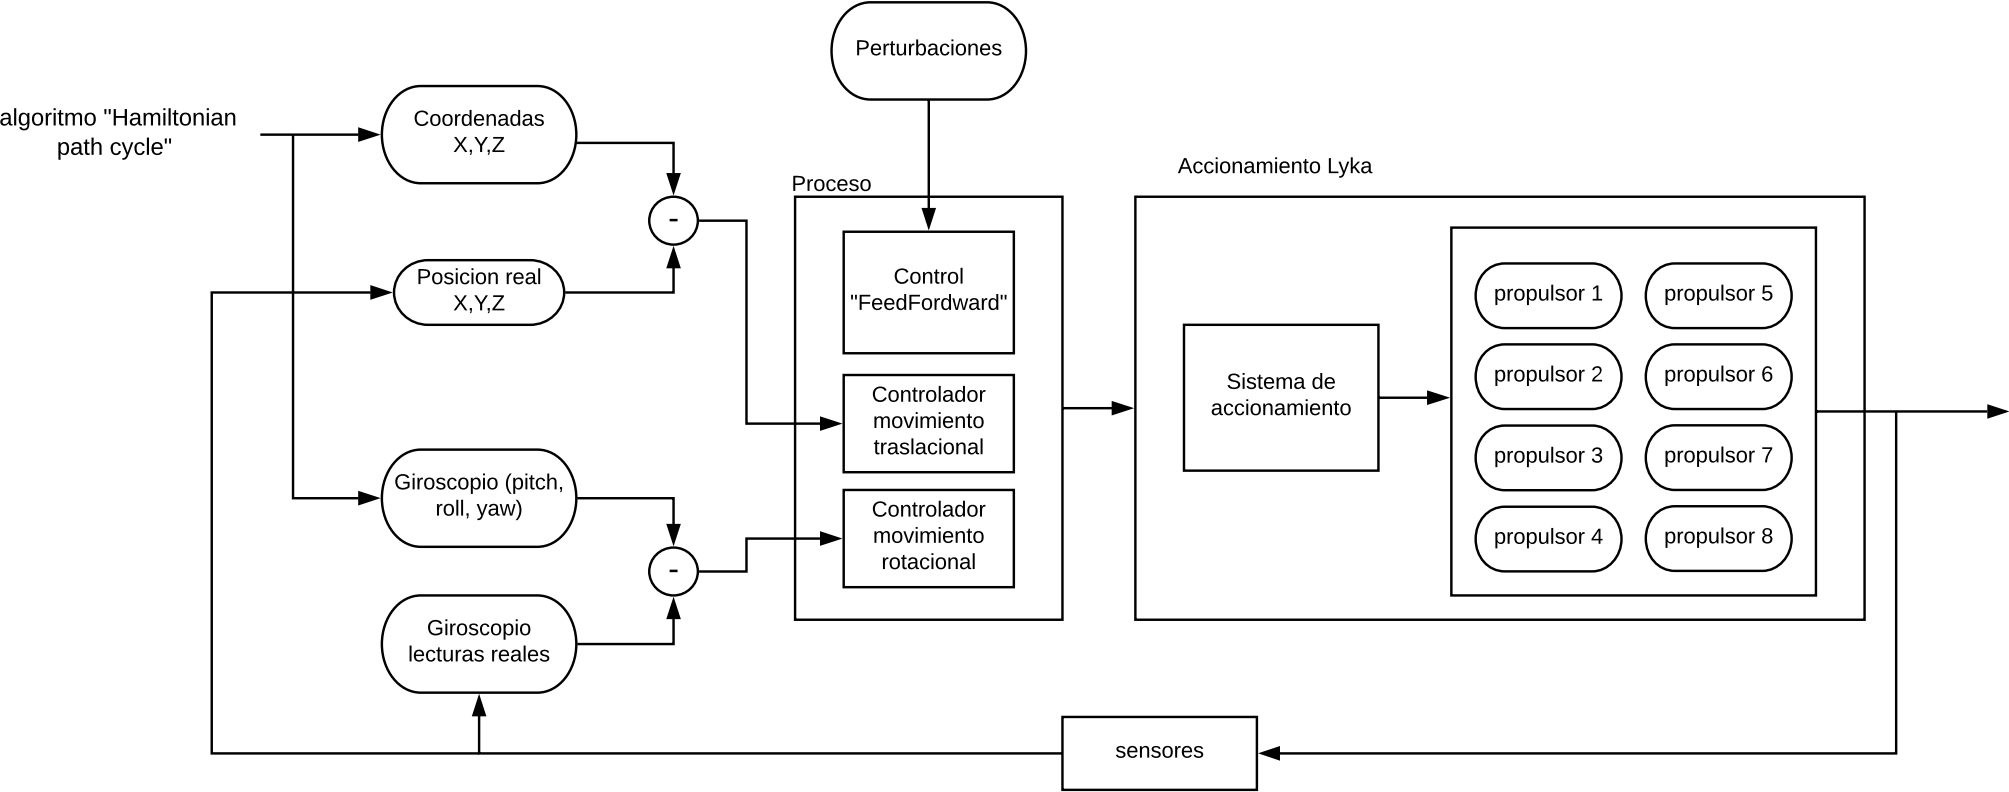 Perturbaciones
algoritmo "Hamiltonian
path cycle"
Coordenadas
X,Y,Z
-
Posicion real
X,Y,Z
Giroscopio (pitch,
roll, yaw)
-
Giroscopio
lecturas reales
Proceso
Control
"FeedFordward"
Controlador
movimiento
traslacional
Controlador
movimiento
rotacional
Accionamiento Lyka
Sistema de
accionamiento
propulsor 1
propulsor 5
propulsor 2
propulsor 6
propulsor 3
propulsor 7
propulsor 4
propulsor 8
sensores